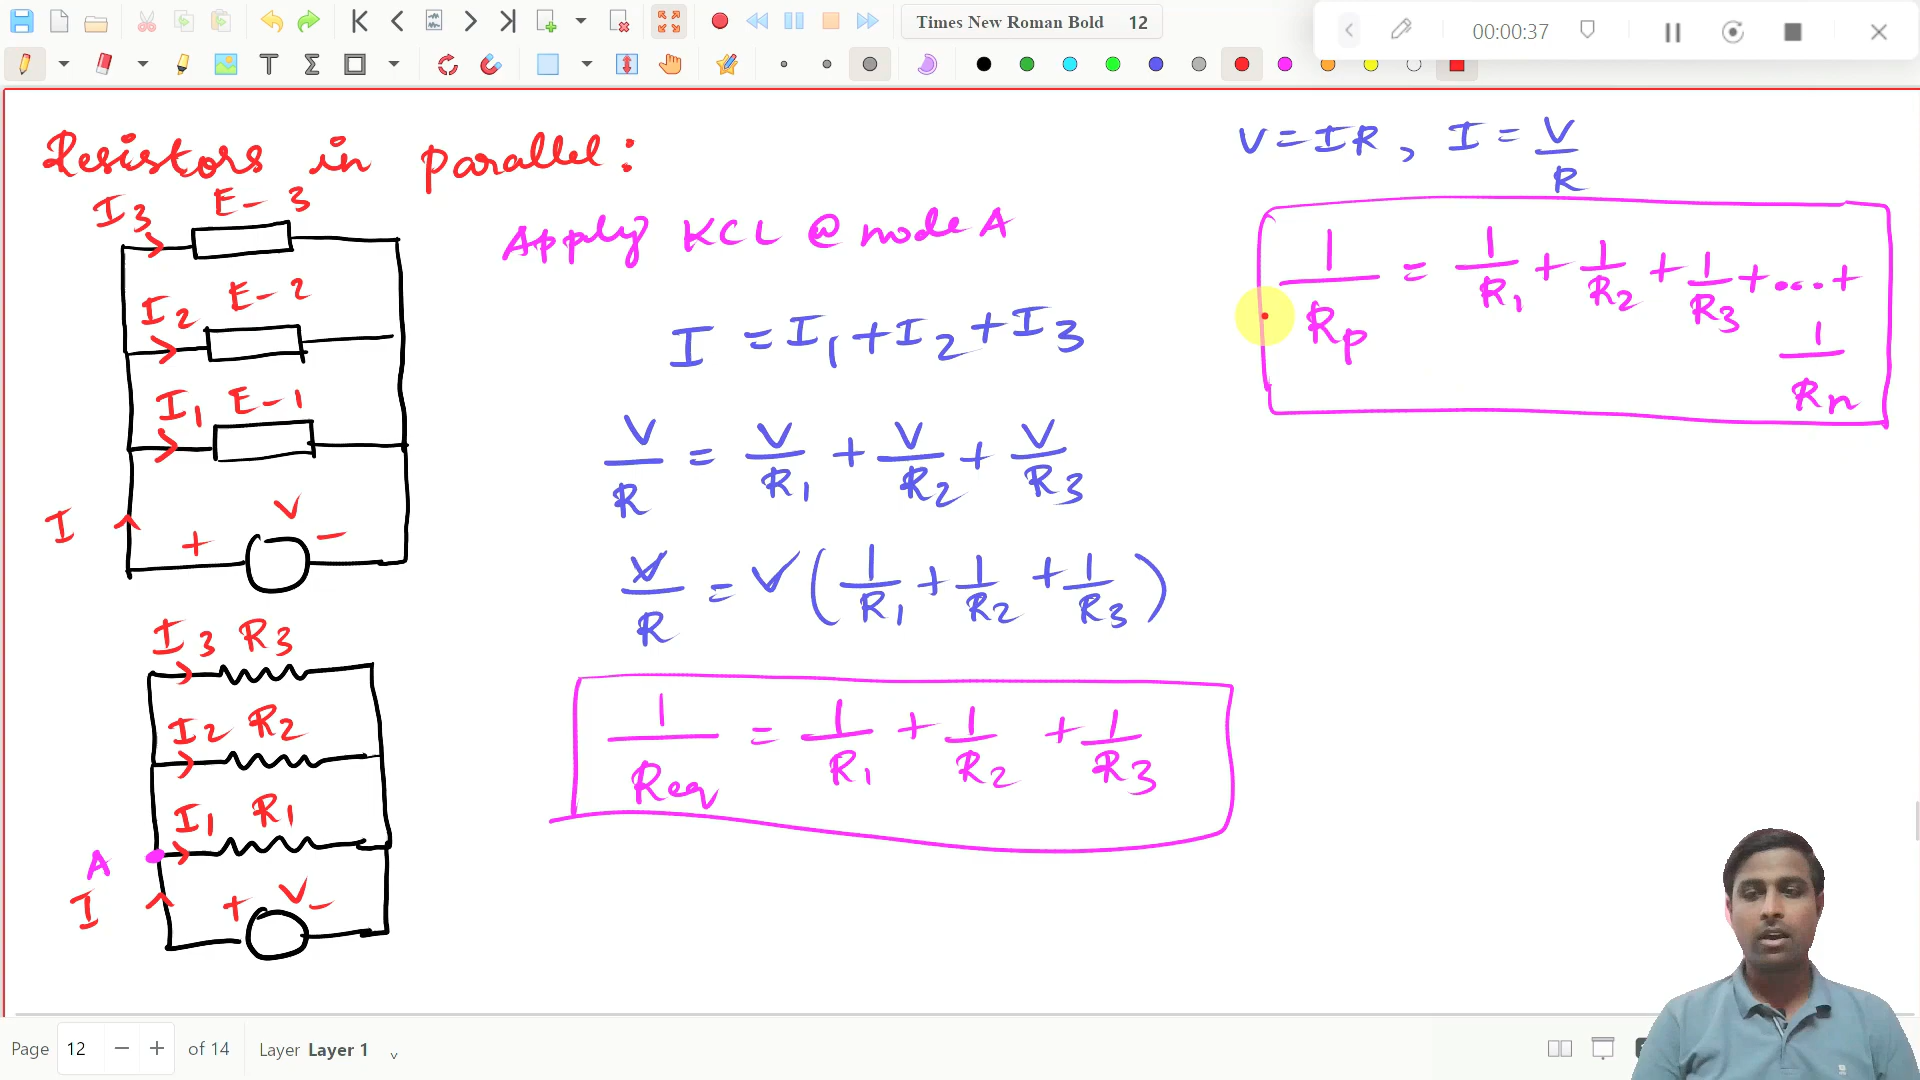 Times New Roman Bold 12
00:00:37
Resistors in parallel:
I3 E-3
I2 E-2
I1 E-1
I
+ V -
I3 R3
I2 R2
I1 R1
A
I
+ V -
Apply KCL @ node A
I = I1 + I2 + I3
V/R = V/R1 + V/R2 + V/R3
V/R = V(1/R1 + 1/R2 + 1/R3)
1/Req = 1/R1 + 1/R2 + 1/R3
V = IR, I = V/R
1/Rp = 1/R1 + 1/R2 + 1/R3 + .... +
1/Rn
Page 12 of 14 Layer Layer 1